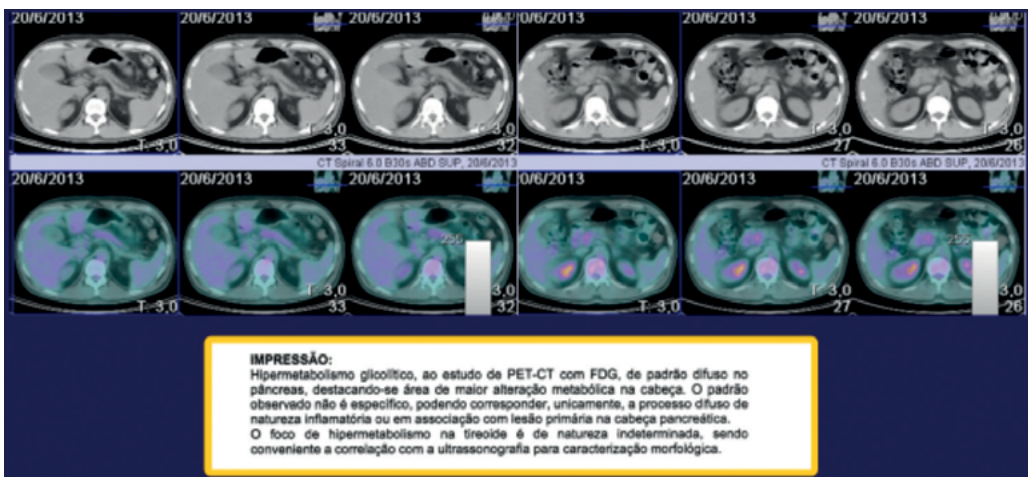 20/6/2013 20/6/2013 20/6/2013 0/6/2013 20/6/2013 20/6/2013
T: 3,0 T: 3,0 3,0 T: 3,0 3,0
33 32 27 26
CT Spiral 6.0 B30s ABD SUP, 20/6/2013 CT Spiral 6.0 B30s ABD SUP, 20/6/2013
20/6/2013 20/6/2013 20/6/2013 0/6/2013 20/6/2013 20/6/2013
255 255
T: 3,0 T: 3,0 3,0 T: 3,0 3,0
33 32 27 26
IMPRESSÃO:
Hipermetabolismo glicolítico, ao estudo de PET-CT com FDG, de padrão difuso no
pâncreas, destacando-se área de maior alteração metabólica na cabeça. O padrão
observado não é específico, podendo corresponder, unicamente, a processo difuso de
natureza inflamatória ou em associação com lesão primária na cabeça pancreática.
O foco de hipermetabolismo na tireoide é de natureza indeterminada, sendo
conveniente a correlação com a ultrassonografia para caracterização morfológica.